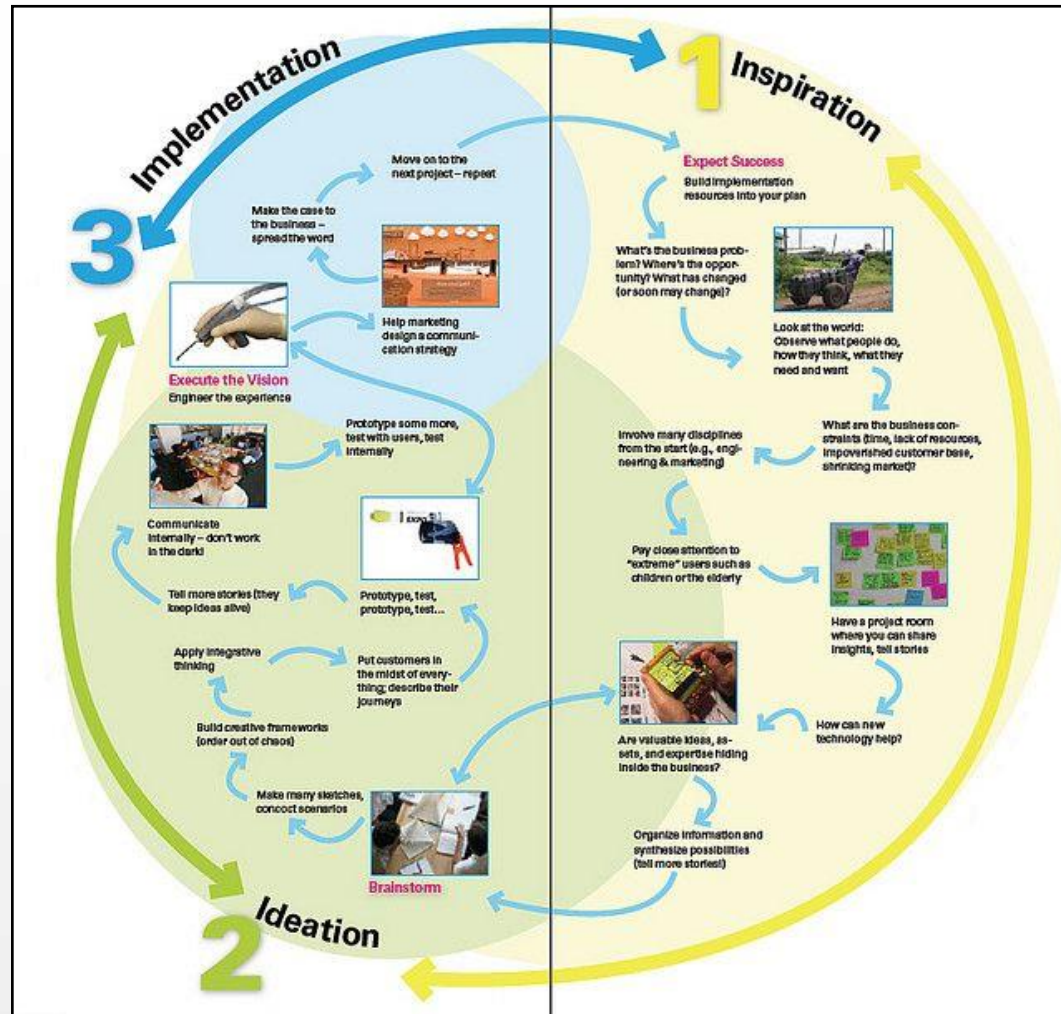 1
Inspiration
Expect Success
Build implementation
resources into your plan
What's the business prob-
lem? Where's the oppor-
tunity? What has changed
(or soon may change)?
Look at the world:
Observe what people do,
how they think, what they
need and want
What are the business con-
straints (time, lack of resources,
impoverished customer base,
shrinking market)?
Involve many disciplines
from the start (e.g., engi-
neering & marketing)
Pay close attention to
"extreme" users such as
children or the elderly
Have a project room
where you can share
insights, tell stories
How can new
technology help?
Are valuable ideas, as-
sets, and expertise hiding
inside the business?
Organize information and
synthesize possibilities
(tell more stories!)
2
Ideation
Brainstorm
Make many sketches,
concoct scenarios
Build creative frameworks
(order out of chaos)
Apply integrative
thinking
Put customers in
the midst of every-
thing; describe their
journeys
EXPO
Prototype, test,
prototype, test...
Tell more stories (they
keep ideas alive)
Communicate
internally – don't work
in the dark!
Prototype some more,
test with users, test
internally
3
Implementation
Execute the Vision
Engineer the experience
Help marketing
design a communi-
cation strategy
Make the case to
the business –
spread the word
Move on to the
next project – repeat